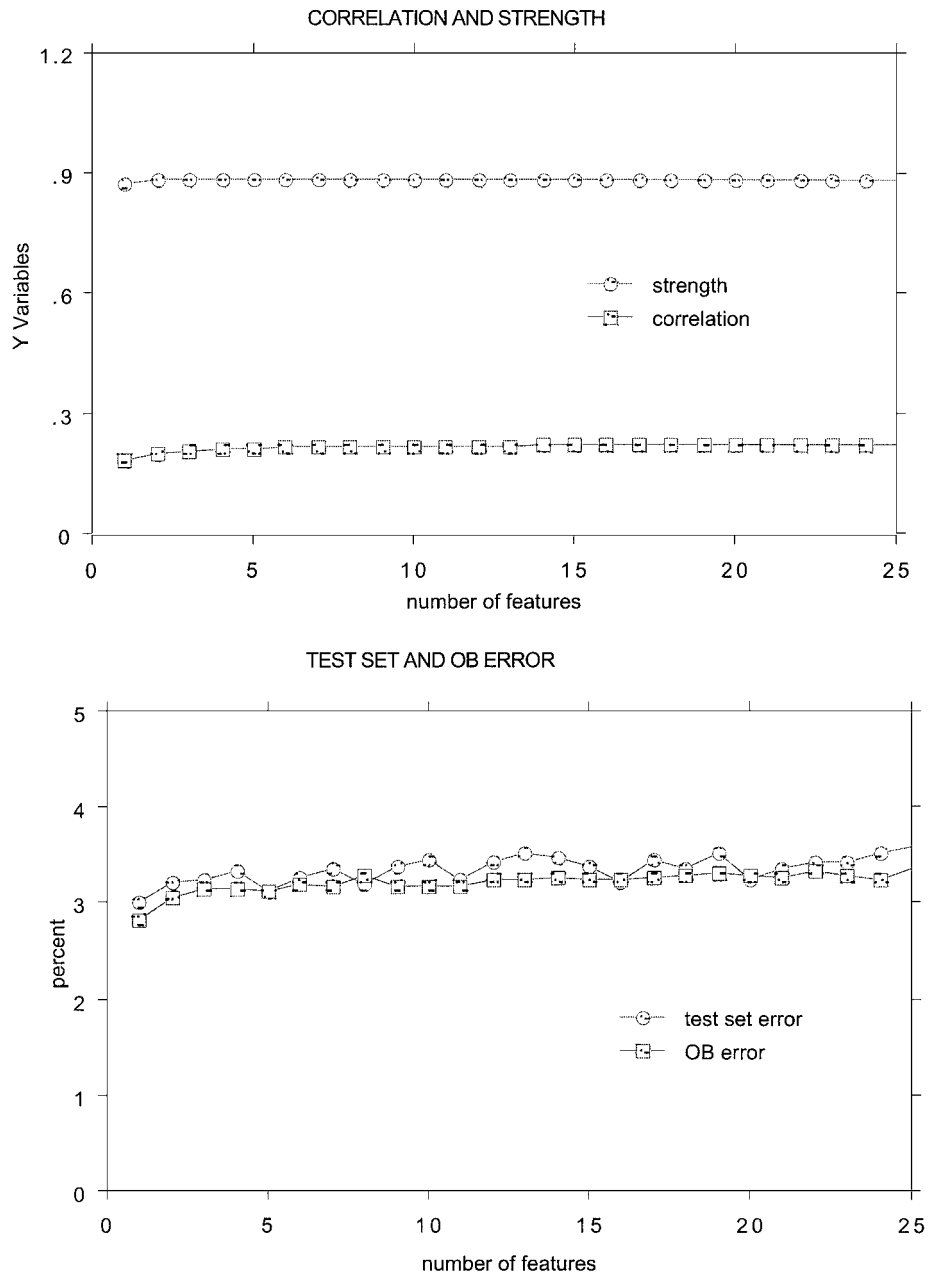 CORRELATION AND STRENGTH
1.2
.9
.6
.3
0
Y Variables
strength
correlation
0 5 10 15 20 25
number of features
TEST SET AND OB ERROR
5
4
3
2
1
0
percent
test set error
OB error
0 5 10 15 20 25
number of features